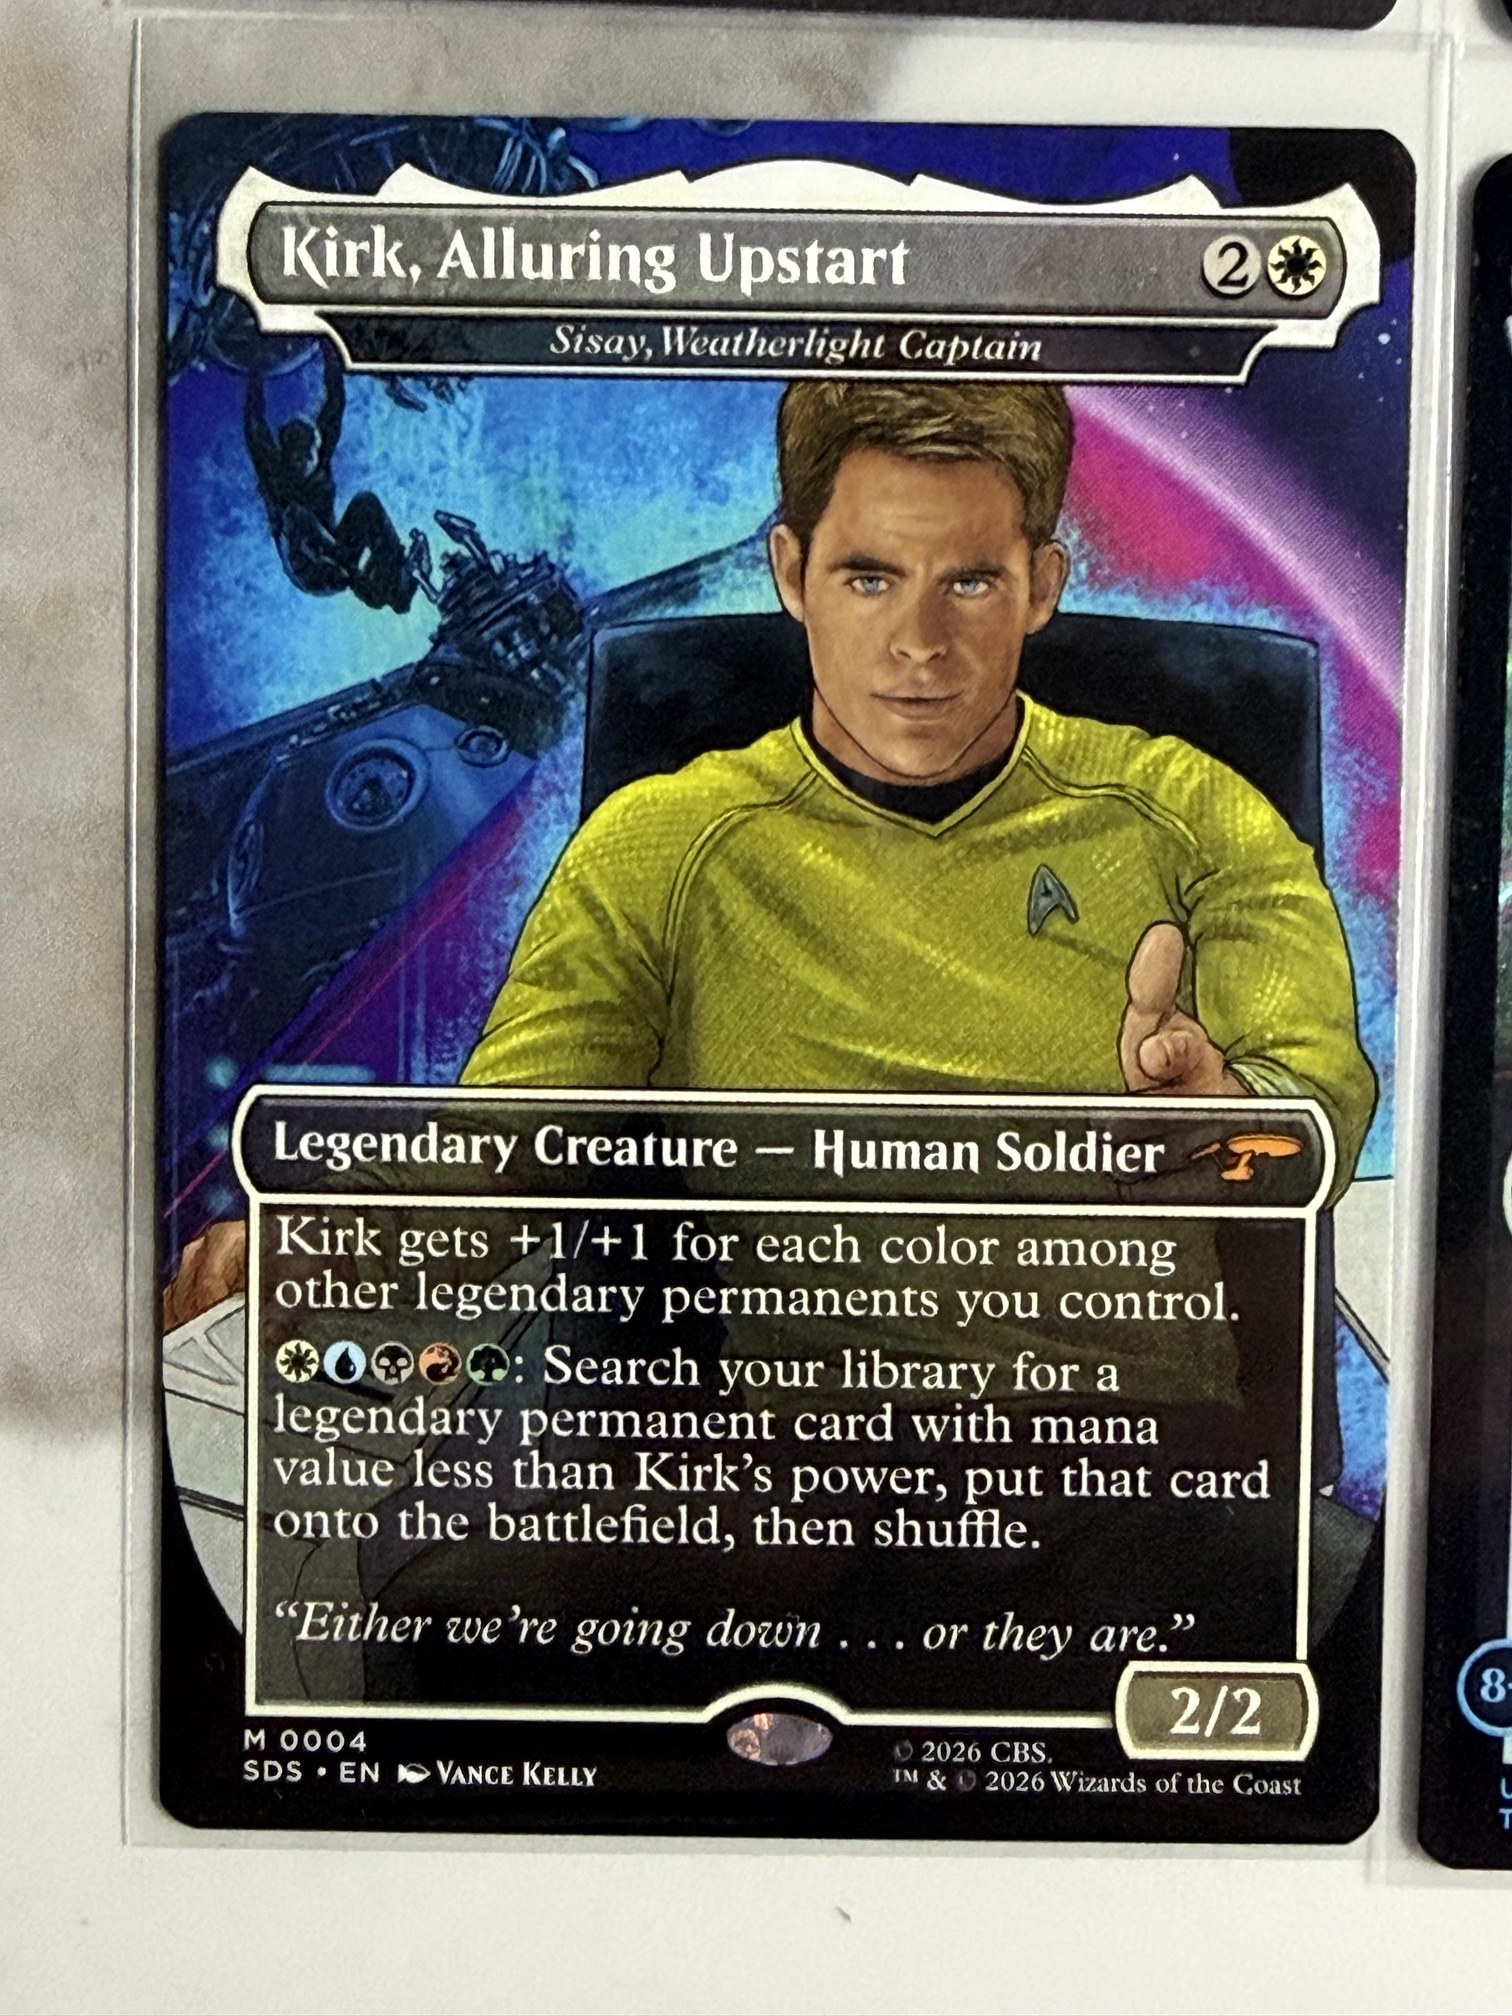 Kirk, Alluring Upstart 2
Sisay, Weatherlight Captain
Legendary Creature — Human Soldier
Kirk gets +1/+1 for each color among
other legendary permanents you control.
: Search your library for a
legendary permanent card with mana
value less than Kirk's power, put that card
onto the battlefield, then shuffle.
"Either we're going down . . . or they are."
2/2
M 0004
SDS • EN VANCE KELLY
© 2026 CBS.
™ & © 2026 Wizards of the Coast
8